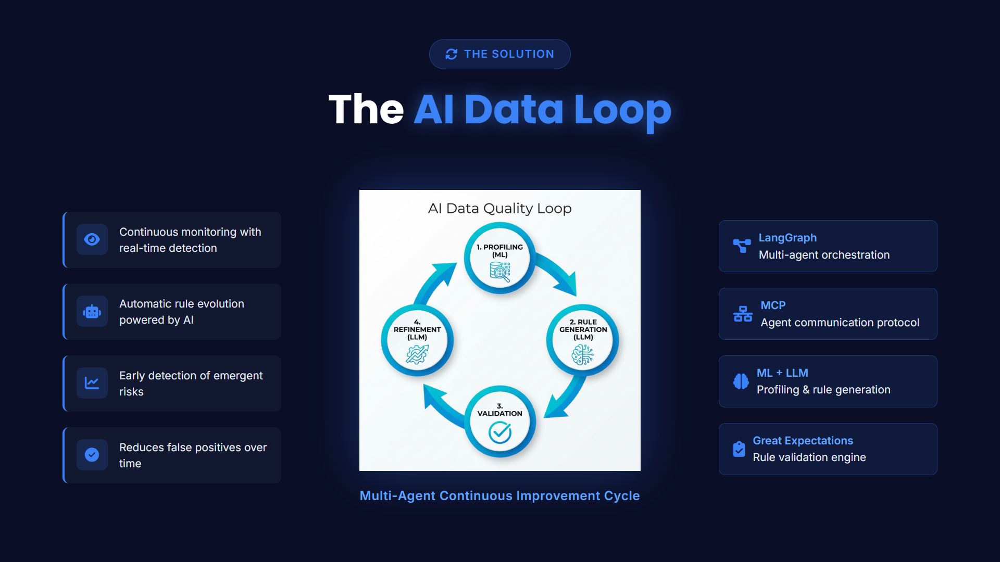 THE SOLUTION
The AI Data Loop
Continuous monitoring with
real-time detection
Automatic rule evolution
powered by AI
Early detection of emergent
risks
Reduces false positives over
time
AI Data Quality Loop
1. PROFILING
(ML)
2. RULE
GENERATION
(LLM)
3.
VALIDATION
4.
REFINEMENT
(LLM)
Multi-Agent Continuous Improvement Cycle
LangGraph
Multi-agent orchestration
MCP
Agent communication protocol
ML + LLM
Profiling & rule generation
Great Expectations
Rule validation engine